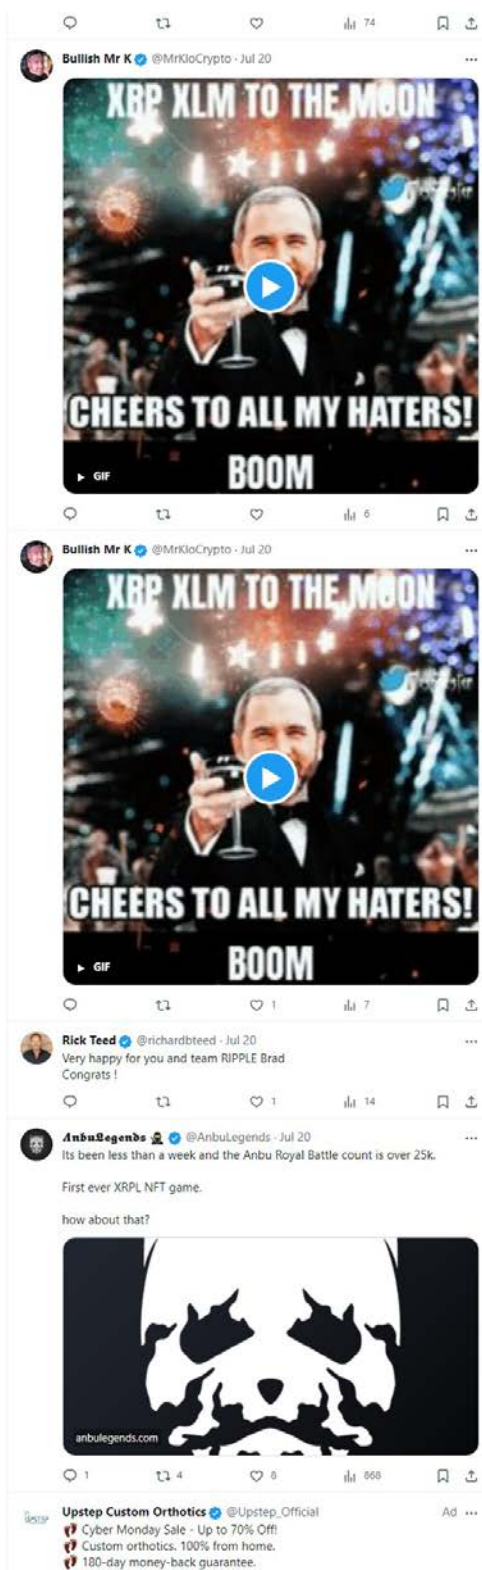 74
Bullish Mr K @MrKloCrypto · Jul 20
XRP XLM TO THE MOON
CHEERS TO ALL MY HATERS!
BOOM
GIF
6
Bullish Mr K @MrKloCrypto · Jul 20
XRP XLM TO THE MOON
CHEERS TO ALL MY HATERS!
BOOM
GIF
1 7
Rick Teed @richardbteed · Jul 20
Very happy for you and team RIPPLE Brad
Congrats !
1 14
𝕬𝖓𝖇𝖚𝕷𝖊𝖌𝖊𝖓𝖉𝖘 @AnbuLegends · Jul 20
Its been less than a week and the Anbu Royal Battle count is over 25k.
First ever XRPL NFT game.
how about that?
anbulegends.com
1 4 8 868
Upstep Custom Orthotics @Upstep_Official Ad
👣 Cyber Monday Sale - Up to 70% Off!
👣 Custom orthotics. 100% from home.
👣 180-day money-back guarantee.